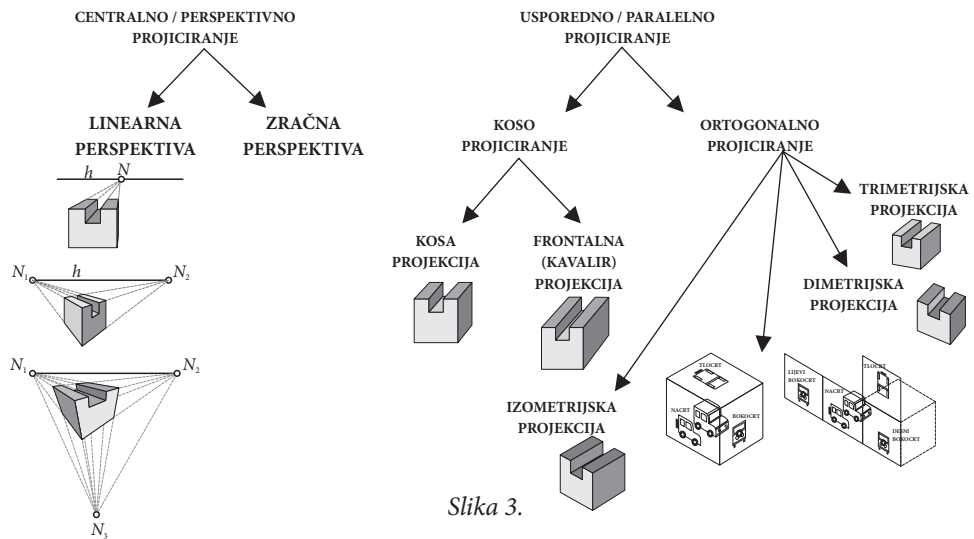 CENTRALNO / PERSPEKTIVNO
PROJICIRANJE
LINEARNA
PERSPEKTIVA
ZRAČNA
PERSPEKTIVA
h N
N1 h N2
N1 N2
N3
USPOREDNO / PARALELNO
PROJICIRANJE
KOSO
PROJICIRANJE
ORTOGONALNO
PROJICIRANJE
KOSA
PROJEKCIJA
FRONTALNA
(KAVALIR)
PROJEKCIJA
TRIMETRIJSKA
PROJEKCIJA
DIMETRIJSKA
PROJEKCIJA
IZOMETRIJSKA
PROJEKCIJA
TLOCRT
NACRT
BOKOCRT
LIJEVI
BOKOCRT
NACRT
TLOCRT
DESNI
BOKOCRT
Slika 3.